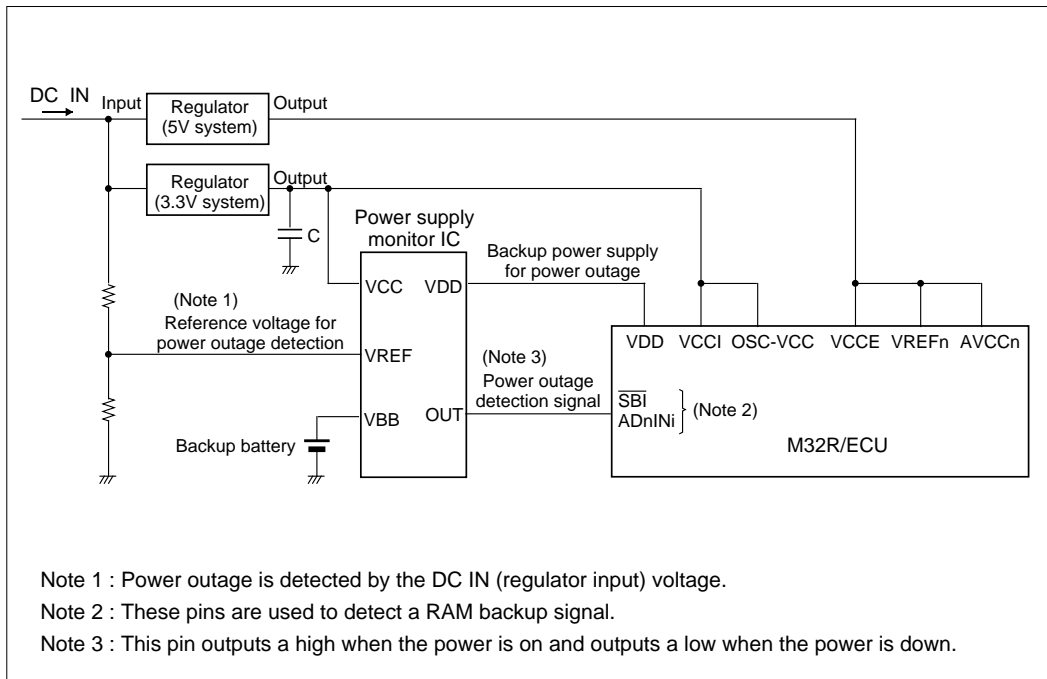 DC IN
Input
Regulator
(5V system)
Output
Regulator
(3.3V system)
Output
C
Power supply
monitor IC
VCC
VDD
VREF
VBB
OUT
(Note 1)
Reference voltage for
power outage detection
Backup battery
Backup power supply
for power outage
(Note 3)
Power outage
detection signal
VDD VCCI OSC-VCC VCCE VREFn AVCCn
SBI
ADnINi
(Note 2)
M32R/ECU
Note 1 : Power outage is detected by the DC IN (regulator input) voltage.
Note 2 : These pins are used to detect a RAM backup signal.
Note 3 : This pin outputs a high when the power is on and outputs a low when the power is down.